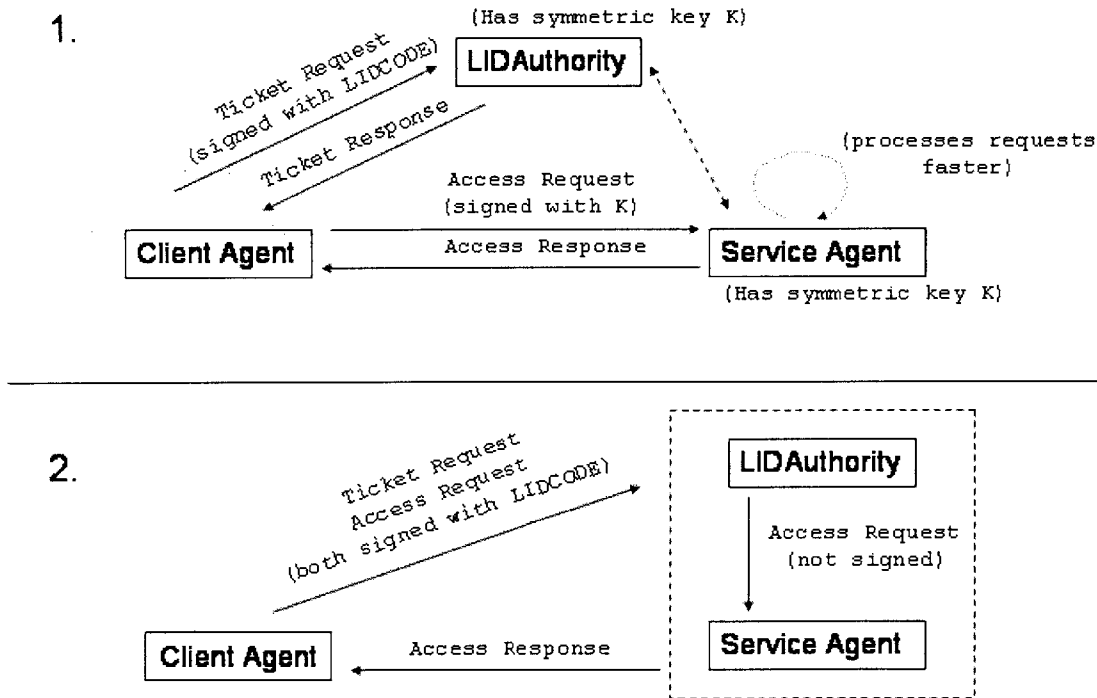 1.
(Has symmetric key K)
LIDAuthority
Ticket Request
(signed with LIDCODE)
Ticket Response
(processes requests
faster)
Access Request
(signed with K)
Client Agent
Access Response
Service Agent
(Has symmetric key K)
2.
Ticket Request
Access Request
(both signed with LIDCODE)
LIDAuthority
Access Request
(not signed)
Client Agent
Access Response
Service Agent